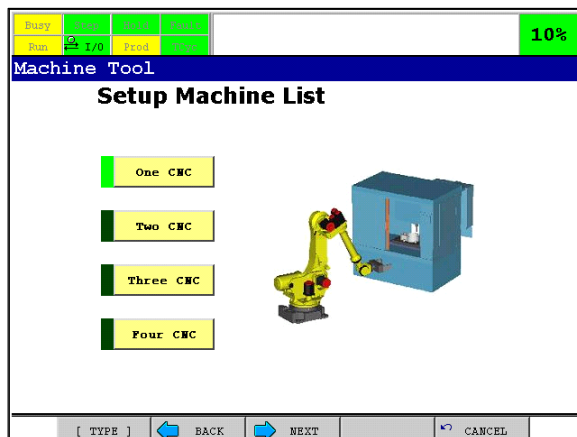 Busy Step Hold Fault
Run I/O Prod TCyc
10%
Machine Tool
Setup Machine List
One CNC
Two CNC
Three CNC
Four CNC
[ TYPE ] BACK NEXT CANCEL